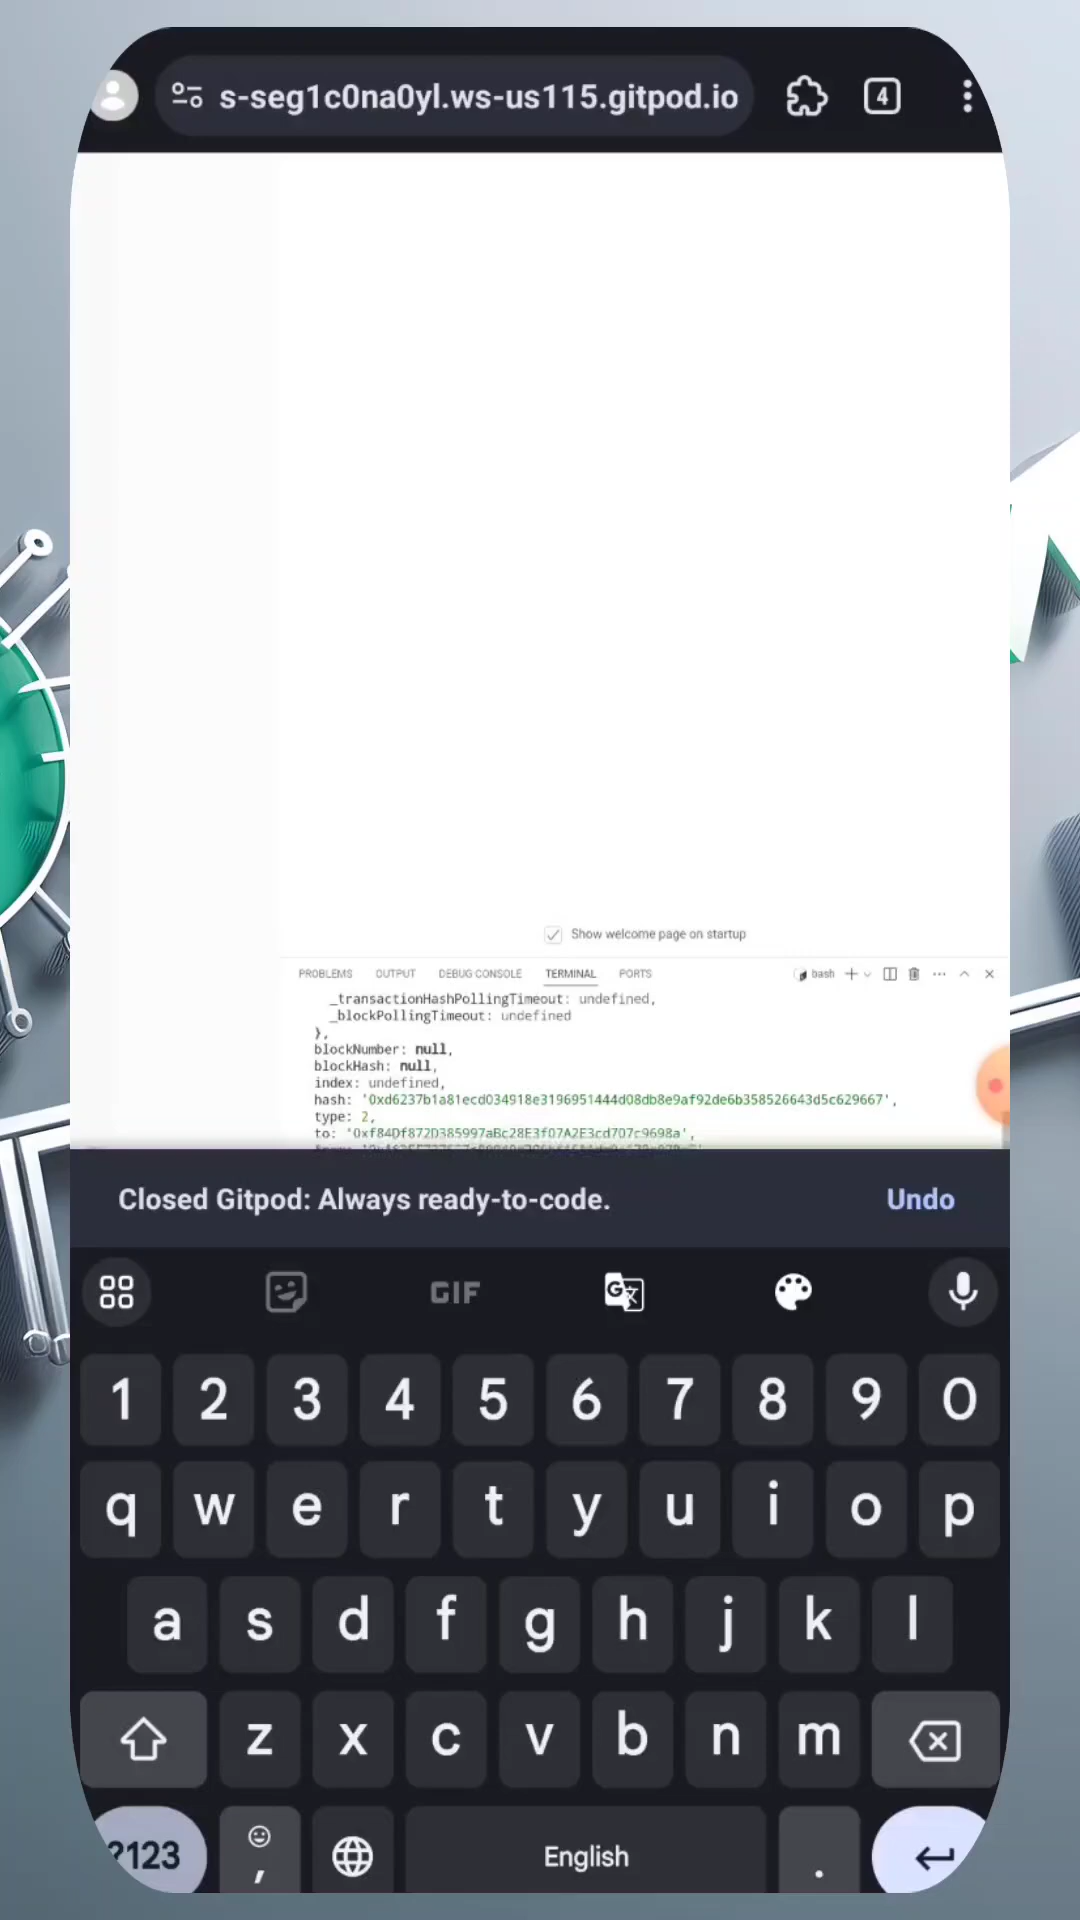 s-seg1c0na0yl.ws-us115.gitpod.io
4
Show welcome page on startup
PROBLEMS OUTPUT DEBUG CONSOLE TERMINAL PORTS bash
_transactionHashPollingTimeout: undefined,
_blockPollingTimeout: undefined
},
blockNumber: null,
blockHash: null,
index: undefined,
hash: '0xd6237b1a81ecd034918e3196951444d08db8e9af92de6b358526643d5c629667',
type: 2,
to: '0xf84Df872D385997aBc28E3f07A2E3cd707c9698a',
Closed Gitpod: Always ready-to-code. Undo
GIF
1 2 3 4 5 6 7 8 9 0
q w e r t y u i o p
a s d f g h j k l
z x c v b n m
?123 , English .